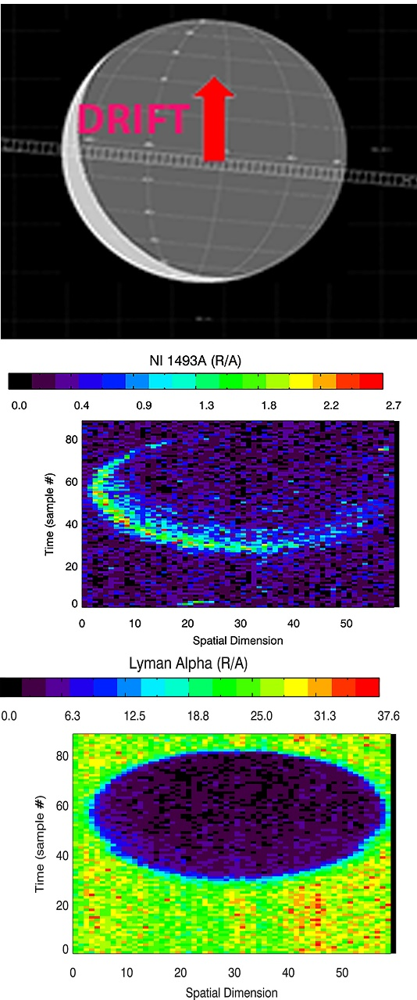 DRIFT
NI 1493A (R/A)
0.0 0.4 0.9 1.3 1.8 2.2 2.7
80
60
40
20
0
Time (sample #)
0 10 20 30 40 50
Spatial Dimension
Lyman Alpha (R/A)
0.0 6.3 12.5 18.8 25.0 31.3 37.6
80
60
40
20
0
Time (sample #)
0 10 20 30 40 50
Spatial Dimension